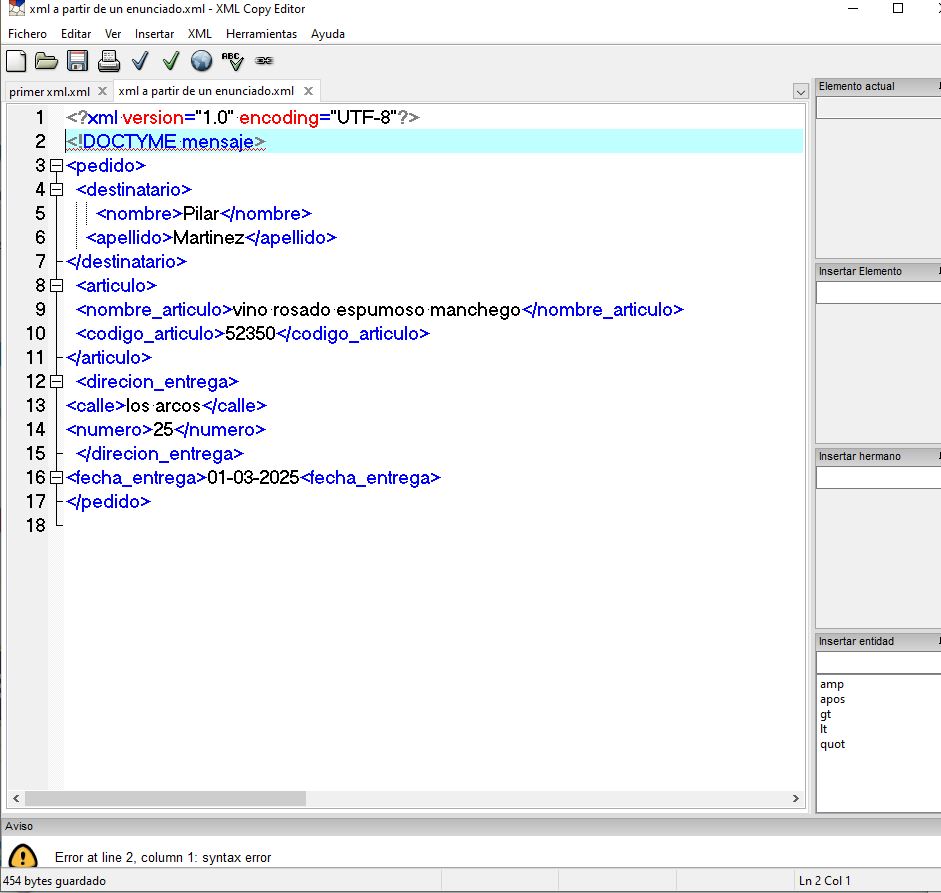 xml a partir de un enunciado.xml - XML Copy Editor
Fichero Editar Ver Insertar XML Herramientas Ayuda
ABC
primer xml.xml xml a partir de un enunciado.xml
1 <?xml version="1.0" encoding="UTF-8"?>
2 <!DOCTYME mensaje>
3 <pedido>
4 <destinatario>
5 <nombre>Pilar</nombre>
6 <apellido>Martinez</apellido>
7 </destinatario>
8 <articulo>
9 <nombre_articulo>vino rosado espumoso manchego</nombre_articulo>
10 <codigo_articulo>52350</codigo_articulo>
11 </articulo>
12 <direcion_entrega>
13 <calle>los arcos</calle>
14 <numero>25</numero>
15 </direcion_entrega>
16 <fecha_entrega>01-03-2025<fecha_entrega>
17 </pedido>
18
Elemento actual
Insertar Elemento
Insertar hermano
Insertar entidad
amp
apos
gt
lt
quot
Aviso
Error at line 2, column 1: syntax error
454 bytes guardado
Ln 2 Col 1